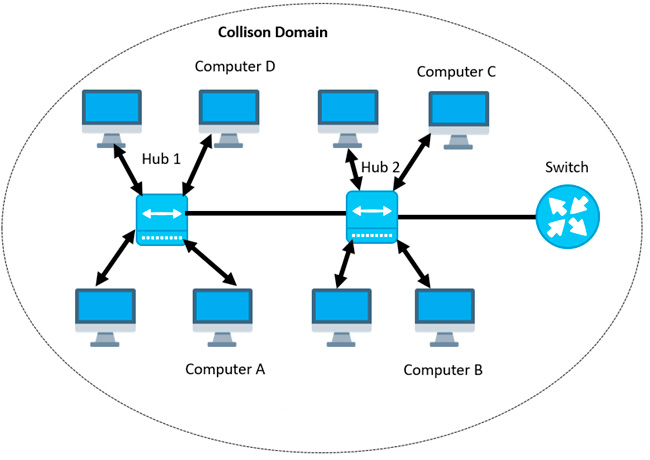 Collison Domain
Computer D
Computer C
Hub 1
Hub 2
Switch
Computer A
Computer B